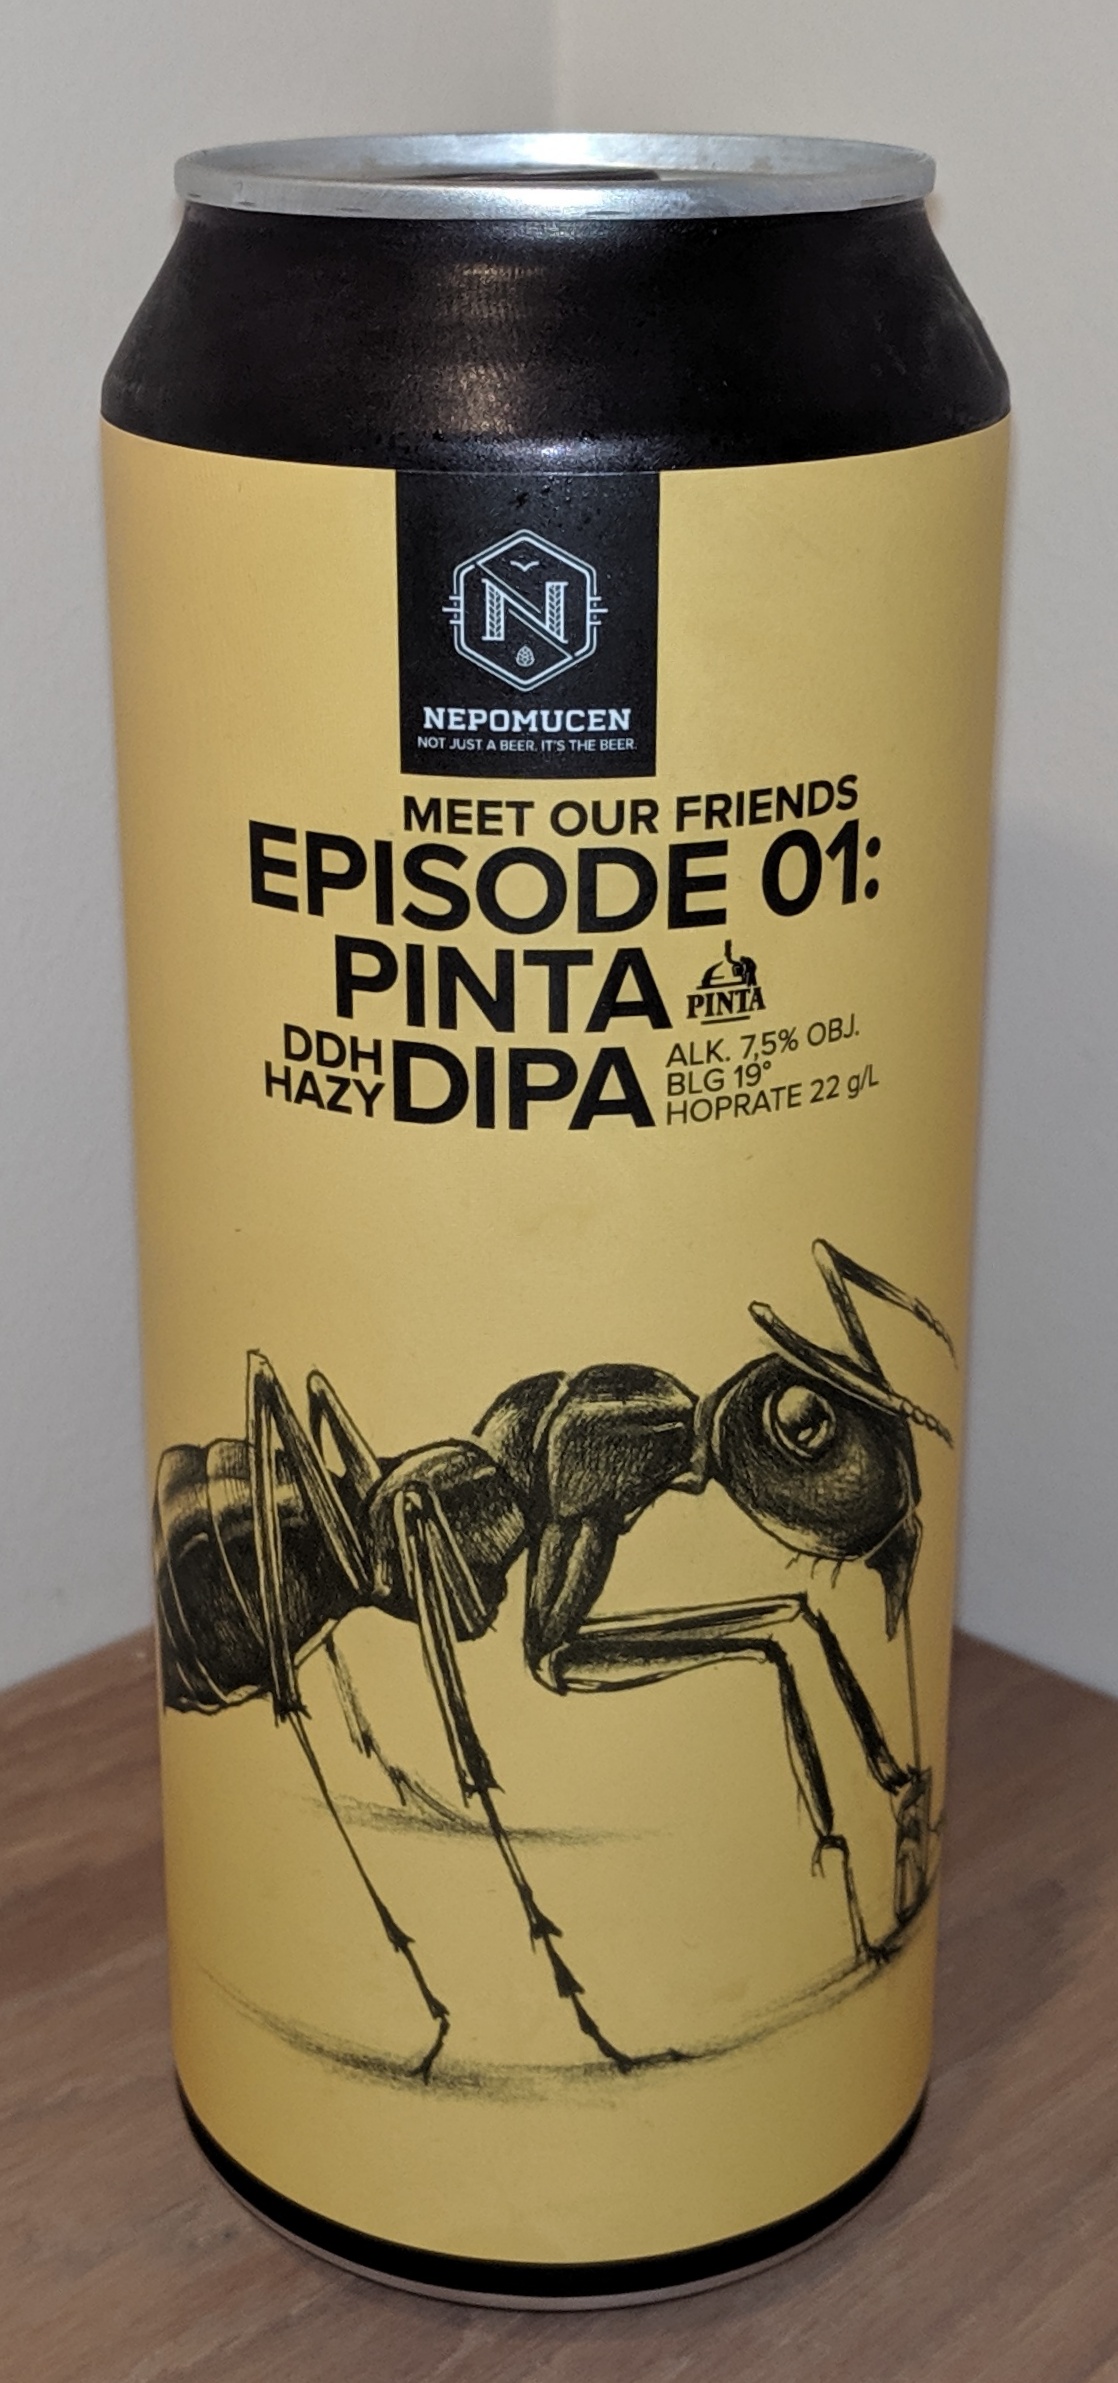 N
NEPOMUCEN
NOT JUST A BEER. IT'S THE BEER.
MEET OUR FRIENDS
EPISODE 01:
PINTA
PINTA
DDH
HAZY
DIPA
ALK. 7,5% OBJ.
BLG 19°
HOPRATE 22 g/L